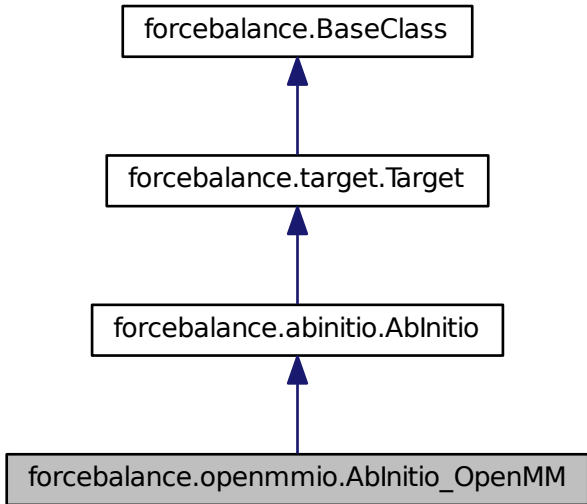 forcebalance.BaseClass
forcebalance.target.Target
forcebalance.abinitio.AbInitio
forcebalance.openmmio.AbInitio_OpenMM